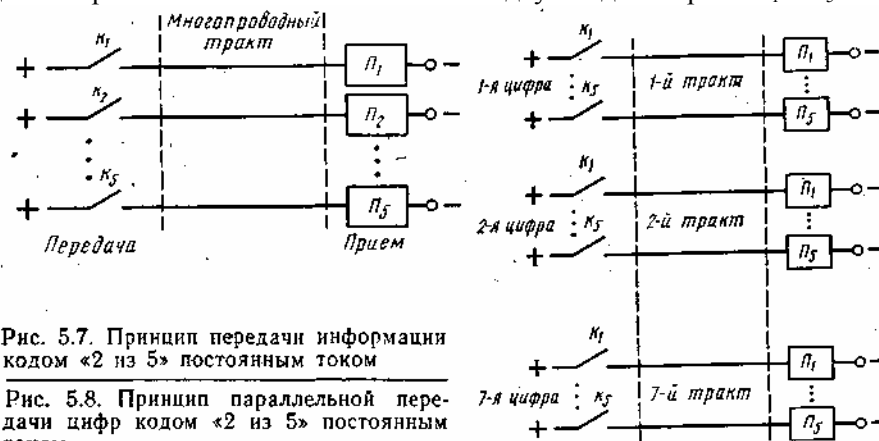 Многопроводный
тракт
К₁
+
П₁
–
К₂
+
П₂
–
К₅
+
П₅
–
Передача
Прием
Рис. 5.7. Принцип передачи информации
кодом «2 из 5» постоянным током
Рис. 5.8. Принцип параллельной пере-
дачи цифр кодом «2 из 5» постоянным
К₁
+
П₁
–
1-я цифра
К₅
1-й тракт
+
П₅
–
К₁
+
П₁
–
2-я цифра
К₅
2-й тракт
+
П₅
–
К₁
+
П₁
–
7-я цифра
К₅
7-й тракт
+
П₅
–